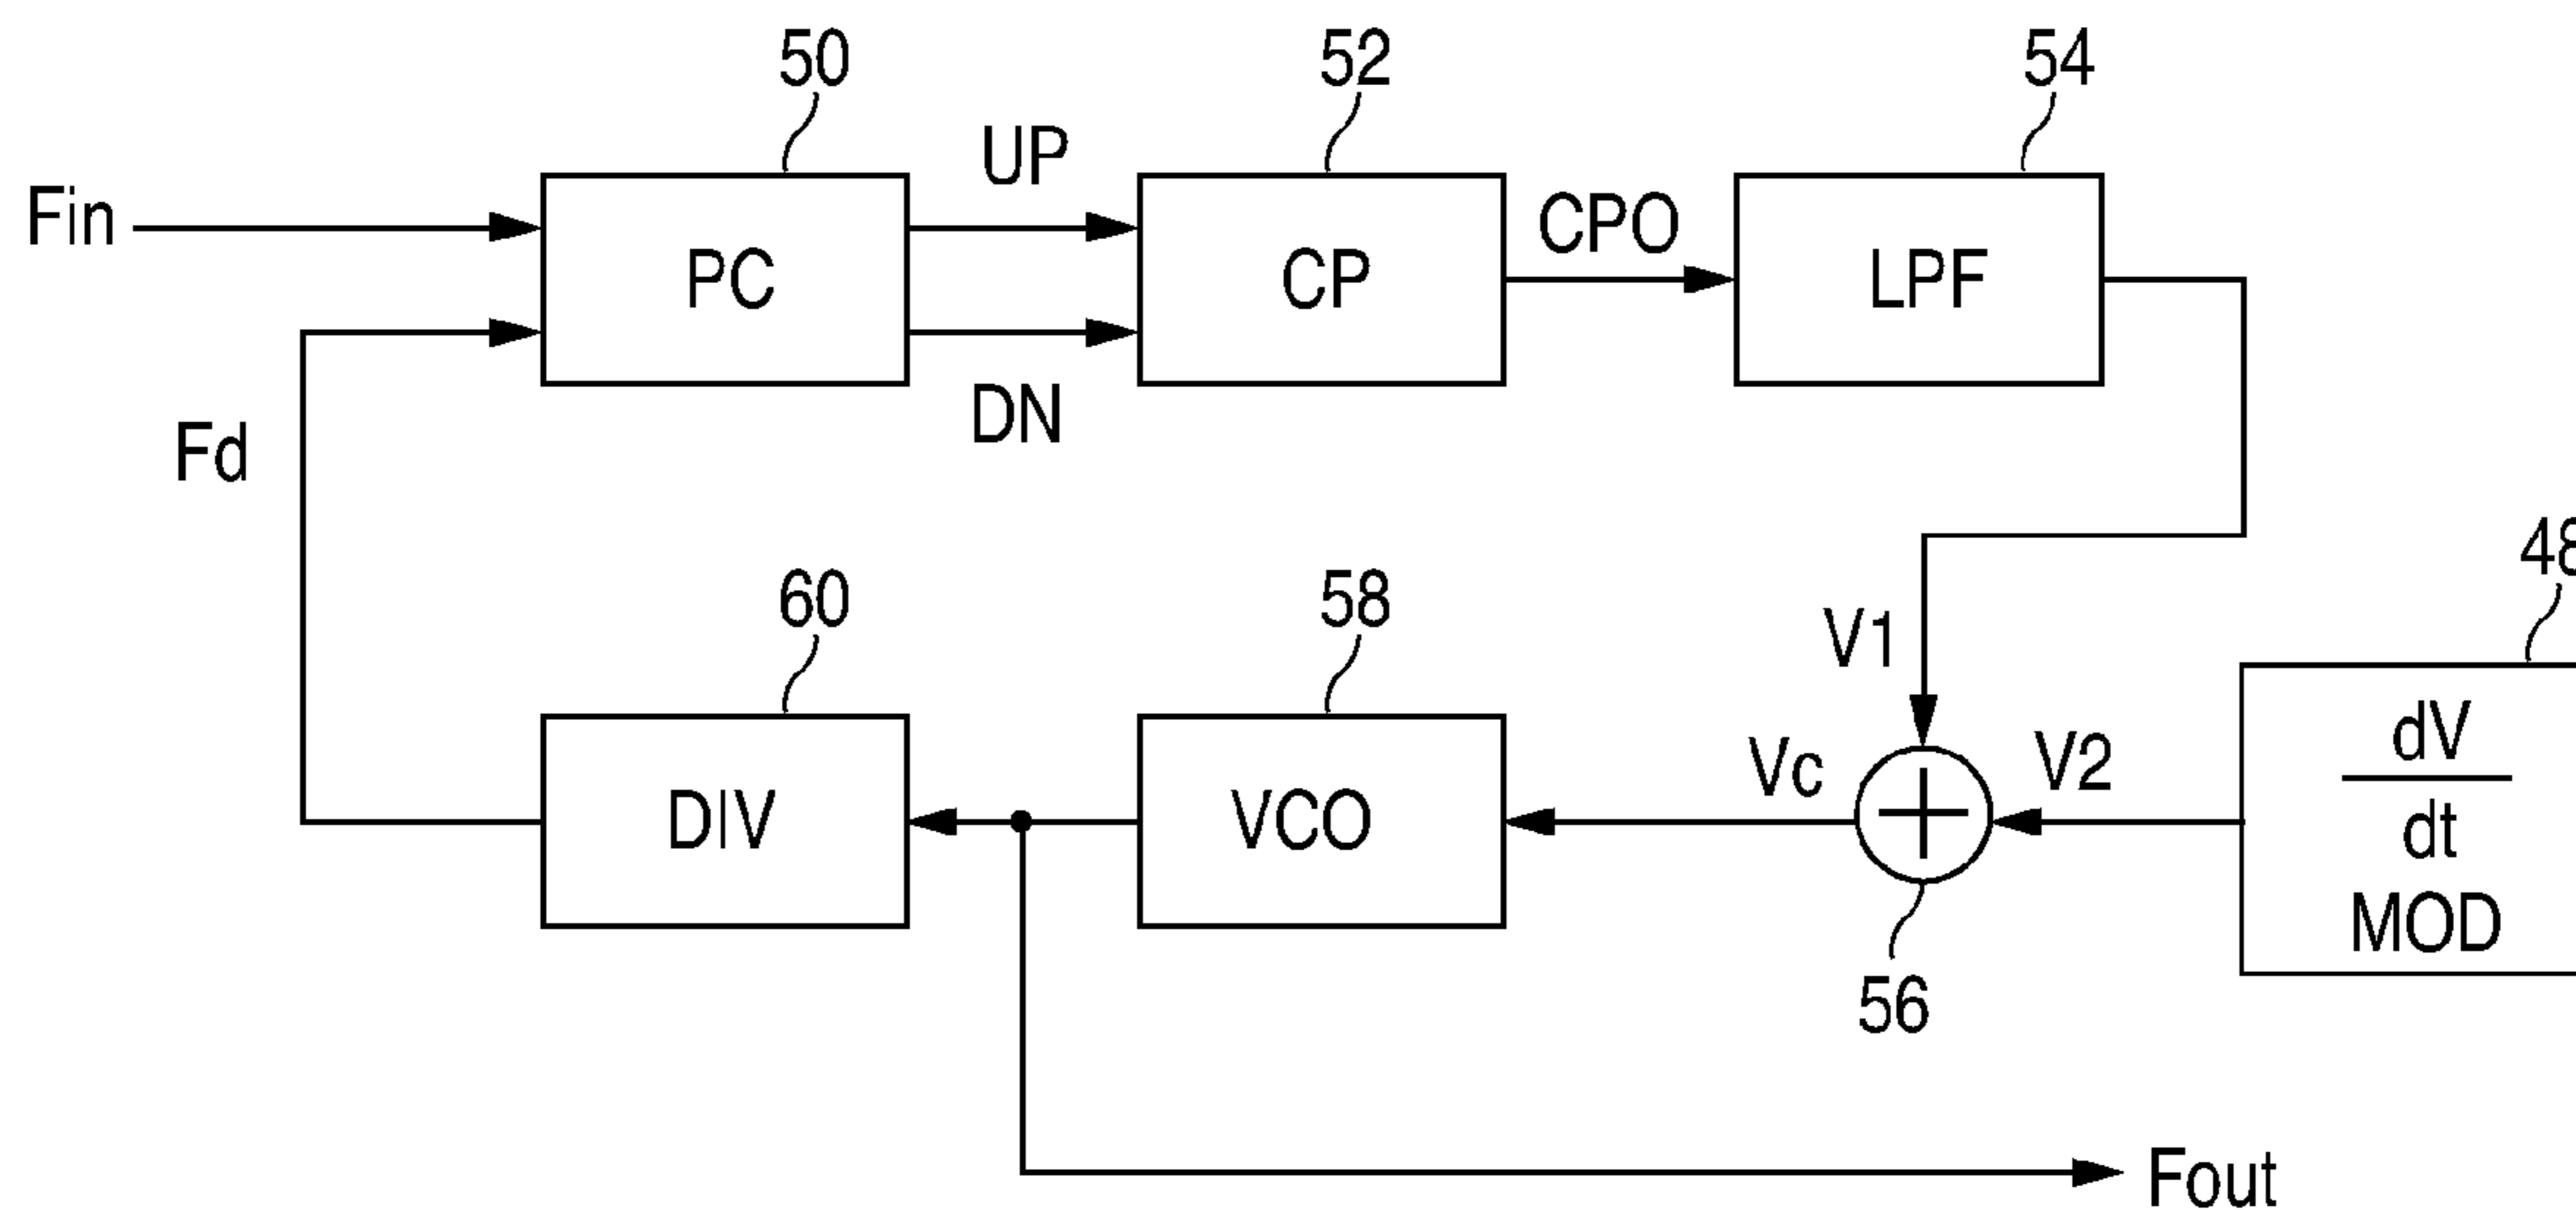 50
52
54
Fin
UP
CPO
PC
CP
LPF
DN
Fd
48
60
58
V1
dV
dt
MOD
V2
Vc
VCO
DIV
56
Fout